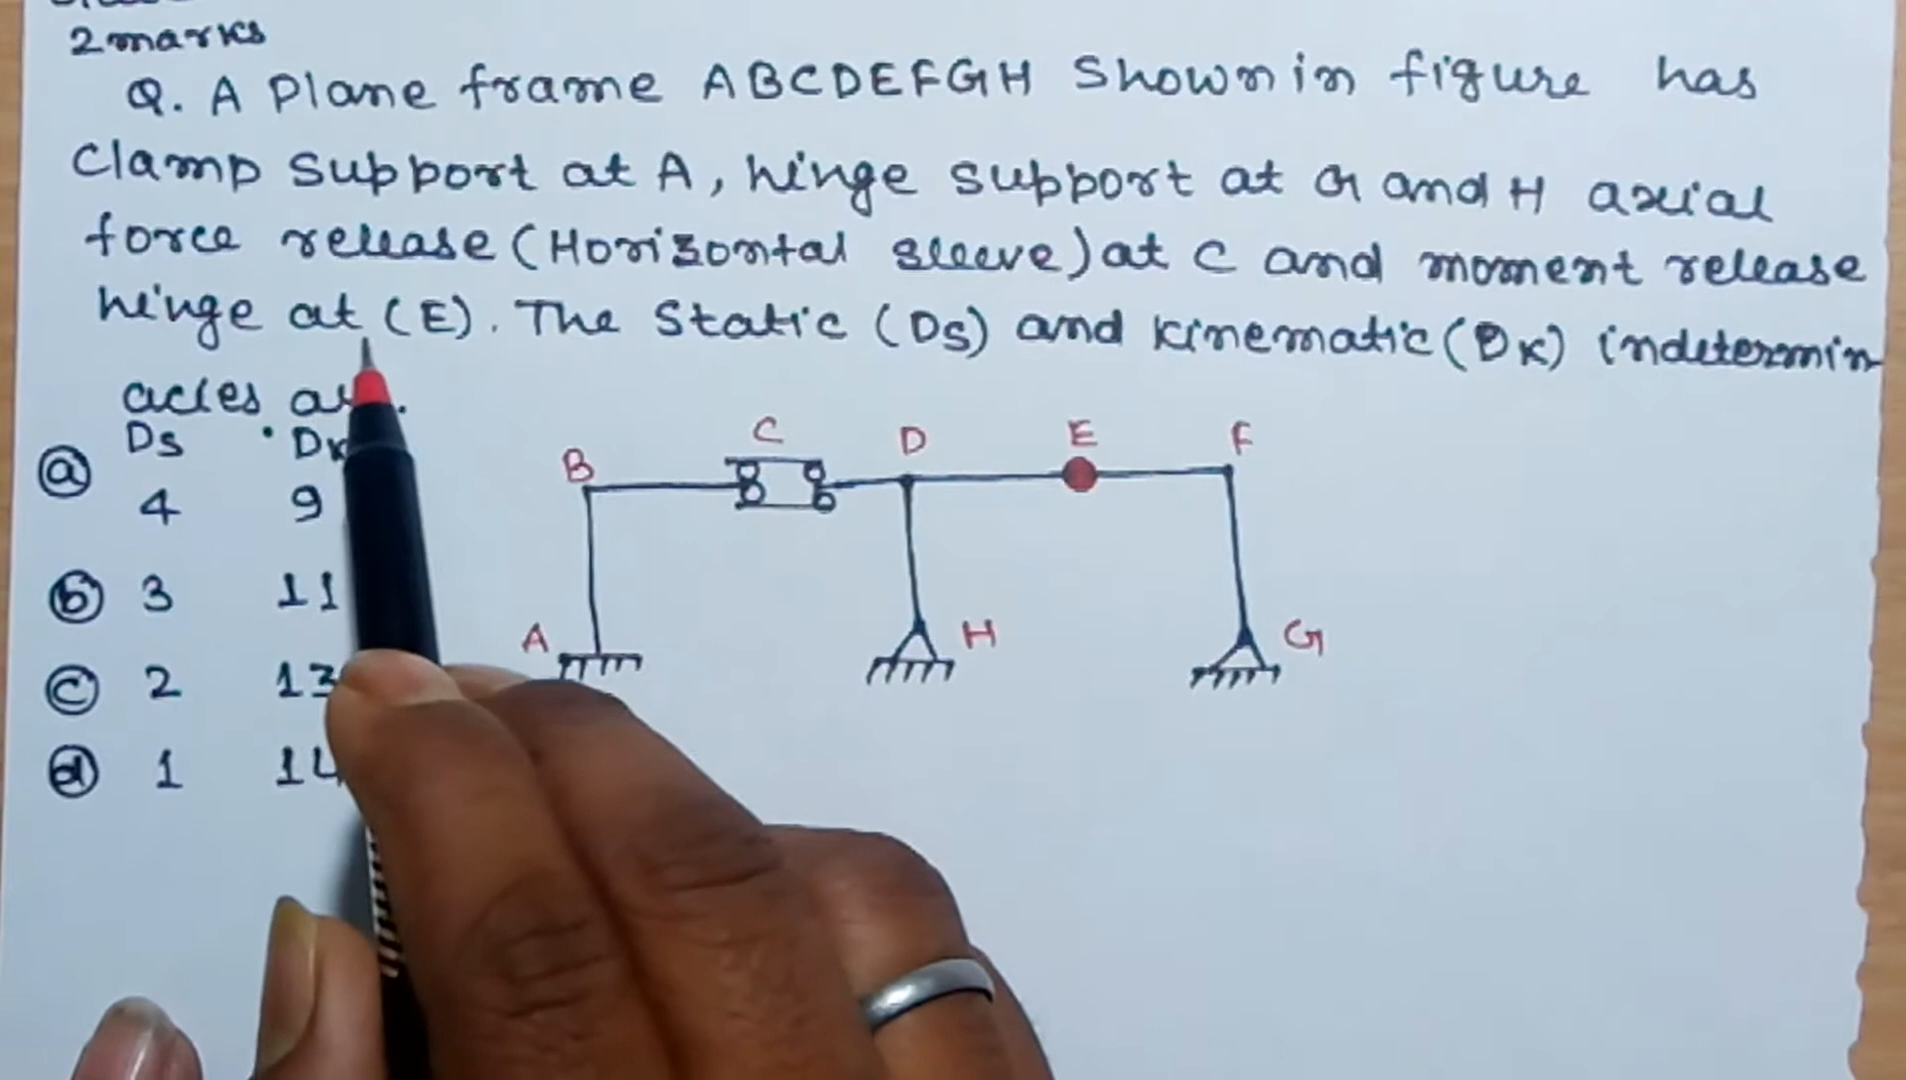 2 marks
Q. A Plane frame ABCDEFGH Shown in figure has
Clamp Support at A, hinge support at G and H axial
force release (Horizontal sleeve) at C and moment release
hinge at (E). The Static (Ds) and Kinematic (Dk) indetermin
acies
Ds Dk
(a) 4 9
(b) 3 11
(c) 2 13
(d) 1 14
B C D E F
A H G